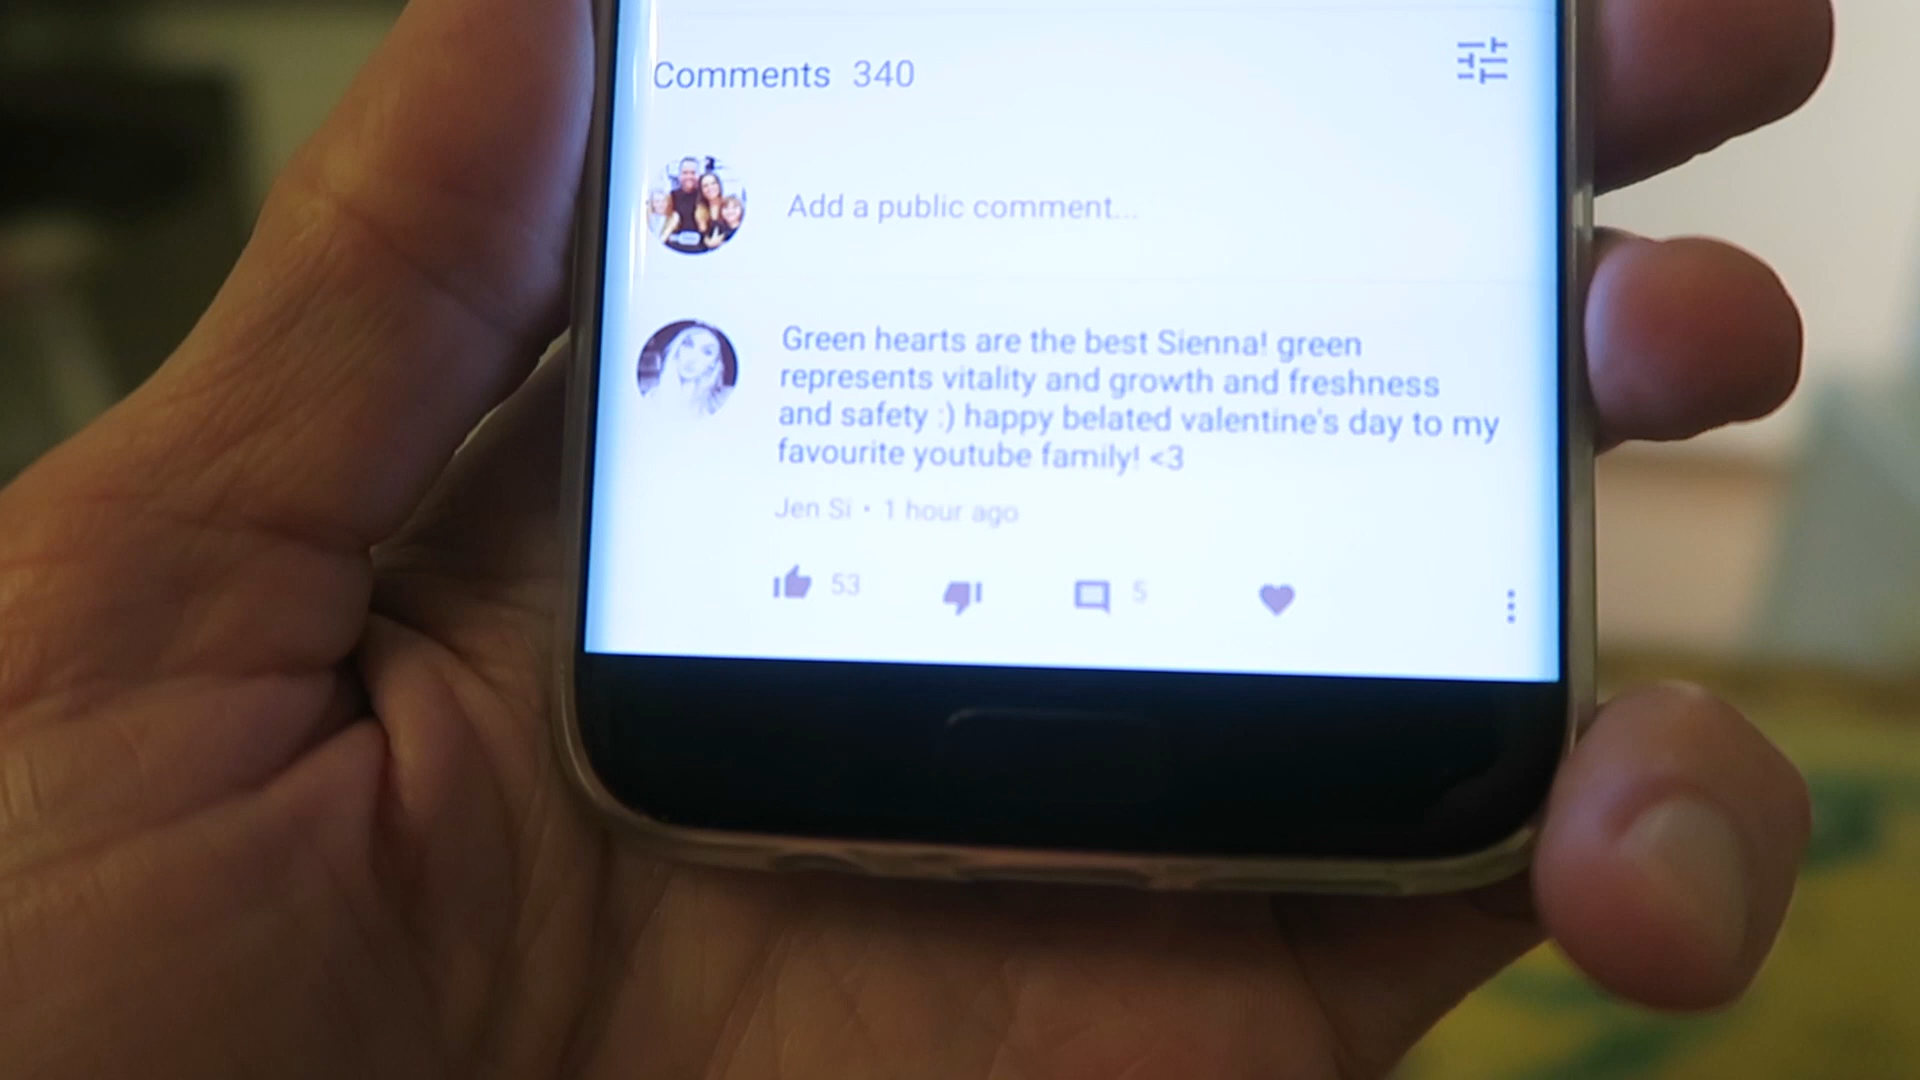 Comments 340
Add a public comment...
Green hearts are the best Sienna! green
represents vitality and growth and freshness
and safety :) happy belated valentine's day to my
favourite youtube family! <3
Jen Si • 1 hour ago
53 5